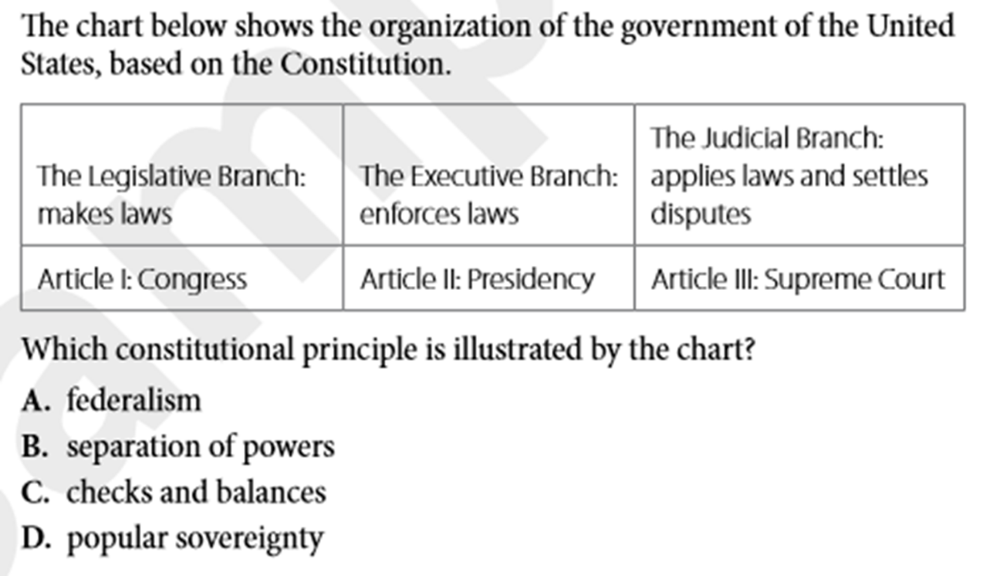 The chart below shows the organization of the government of the United
States, based on the Constitution.
The Legislative Branch:
makes laws
The Executive Branch:
enforces laws
The Judicial Branch:
applies laws and settles
disputes
Article I: Congress
Article II: Presidency
Article III: Supreme Court
Which constitutional principle is illustrated by the chart?
A. federalism
B. separation of powers
C. checks and balances
D. popular sovereignty